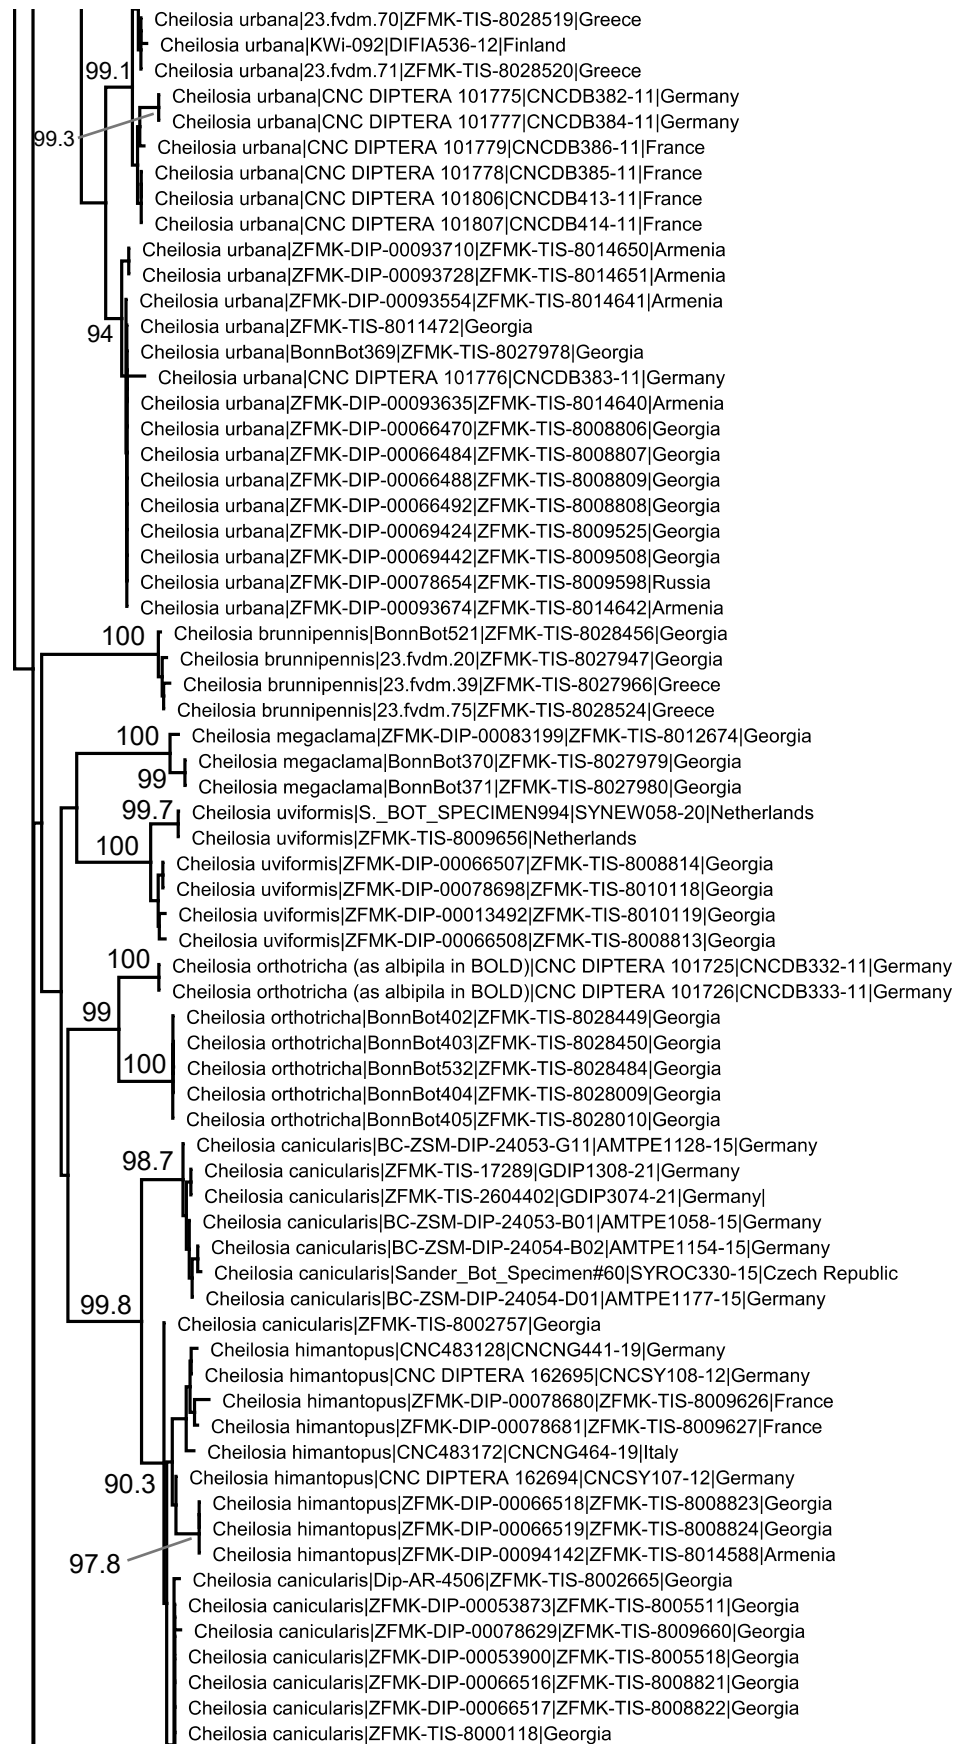 Cheilosia urbana|23.fvdm.70|ZFMK-TIS-8028519|Greece
Cheilosia urbana|KWi-092|DIFIA536-12|Finland
99.1
Cheilosia urbana|23.fvdm.71|ZFMK-TIS-8028520|Greece
Cheilosia urbana|CNC DIPTERA 101775|CNCDB382-11|Germany
Cheilosia urbana|CNC DIPTERA 101777|CNCDB384-11|Germany
99.3
Cheilosia urbana|CNC DIPTERA 101779|CNCDB386-11|France
Cheilosia urbana|CNC DIPTERA 101778|CNCDB385-11|France
Cheilosia urbana|CNC DIPTERA 101806|CNCDB413-11|France
Cheilosia urbana|CNC DIPTERA 101807|CNCDB414-11|France
Cheilosia urbana|ZFMK-DIP-00093710|ZFMK-TIS-8014650|Armenia
Cheilosia urbana|ZFMK-DIP-00093728|ZFMK-TIS-8014651|Armenia
Cheilosia urbana|ZFMK-DIP-00093554|ZFMK-TIS-8014641|Armenia
94
Cheilosia urbana|ZFMK-TIS-8011472|Georgia
Cheilosia urbana|BonnBot369|ZFMK-TIS-8027978|Georgia
Cheilosia urbana|CNC DIPTERA 101776|CNCDB383-11|Germany
Cheilosia urbana|ZFMK-DIP-00093635|ZFMK-TIS-8014640|Armenia
Cheilosia urbana|ZFMK-DIP-00066470|ZFMK-TIS-8008806|Georgia
Cheilosia urbana|ZFMK-DIP-00066484|ZFMK-TIS-8008807|Georgia
Cheilosia urbana|ZFMK-DIP-00066488|ZFMK-TIS-8008809|Georgia
Cheilosia urbana|ZFMK-DIP-00066492|ZFMK-TIS-8008808|Georgia
Cheilosia urbana|ZFMK-DIP-00069424|ZFMK-TIS-8009525|Georgia
Cheilosia urbana|ZFMK-DIP-00069442|ZFMK-TIS-8009508|Georgia
Cheilosia urbana|ZFMK-DIP-00078654|ZFMK-TIS-8009598|Russia
Cheilosia urbana|ZFMK-DIP-00093674|ZFMK-TIS-8014642|Armenia
100
Cheilosia brunnipennis|BonnBot521|ZFMK-TIS-8028456|Georgia
Cheilosia brunnipennis|23.fvdm.20|ZFMK-TIS-8027947|Georgia
Cheilosia brunnipennis|23.fvdm.39|ZFMK-TIS-8027966|Greece
Cheilosia brunnipennis|23.fvdm.75|ZFMK-TIS-8028524|Greece
100
Cheilosia megaclama|ZFMK-DIP-00083199|ZFMK-TIS-8012674|Georgia
Cheilosia megaclama|BonnBot370|ZFMK-TIS-8027979|Georgia
99
Cheilosia megaclama|BonnBot371|ZFMK-TIS-8027980|Georgia
99.7
Cheilosia uviformis|S._BOT_SPECIMEN994|SYNEW058-20|Netherlands
Cheilosia uviformis|ZFMK-TIS-8009656|Netherlands
100
Cheilosia uviformis|ZFMK-DIP-00066507|ZFMK-TIS-8008814|Georgia
Cheilosia uviformis|ZFMK-DIP-00078698|ZFMK-TIS-8010118|Georgia
Cheilosia uviformis|ZFMK-DIP-00013492|ZFMK-TIS-8010119|Georgia
Cheilosia uviformis|ZFMK-DIP-00066508|ZFMK-TIS-8008813|Georgia
100
Cheilosia orthotricha (as albipila in BOLD)|CNC DIPTERA 101725|CNCDB332-11|Germany
Cheilosia orthotricha (as albipila in BOLD)|CNC DIPTERA 101726|CNCDB333-11|Germany
99
Cheilosia orthotricha|BonnBot402|ZFMK-TIS-8028449|Georgia
Cheilosia orthotricha|BonnBot403|ZFMK-TIS-8028450|Georgia
100
Cheilosia orthotricha|BonnBot532|ZFMK-TIS-8028484|Georgia
Cheilosia orthotricha|BonnBot404|ZFMK-TIS-8028009|Georgia
Cheilosia orthotricha|BonnBot405|ZFMK-TIS-8028010|Georgia
Cheilosia canicularis|BC-ZSM-DIP-24053-G11|AMTPE1128-15|Germany
98.7
Cheilosia canicularis|ZFMK-TIS-17289|GDIP1308-21|Germany
Cheilosia canicularis|ZFMK-TIS-2604402|GDIP3074-21|Germany|
Cheilosia canicularis|BC-ZSM-DIP-24053-B01|AMTPE1058-15|Germany
Cheilosia canicularis|BC-ZSM-DIP-24054-B02|AMTPE1154-15|Germany
Cheilosia canicularis|Sander_Bot_Specimen#60|SYROC330-15|Czech Republic
Cheilosia canicularis|BC-ZSM-DIP-24054-D01|AMTPE1177-15|Germany
99.8
Cheilosia canicularis|ZFMK-TIS-8002757|Georgia
Cheilosia himantopus|CNC483128|CNCNG441-19|Germany
Cheilosia himantopus|CNC DIPTERA 162695|CNCSY108-12|Germany
Cheilosia himantopus|ZFMK-DIP-00078680|ZFMK-TIS-8009626|France
Cheilosia himantopus|ZFMK-DIP-00078681|ZFMK-TIS-8009627|France
Cheilosia himantopus|CNC483172|CNCNG464-19|Italy
90.3
Cheilosia himantopus|CNC DIPTERA 162694|CNCSY107-12|Germany
Cheilosia himantopus|ZFMK-DIP-00066518|ZFMK-TIS-8008823|Georgia
Cheilosia himantopus|ZFMK-DIP-00066519|ZFMK-TIS-8008824|Georgia
Cheilosia himantopus|ZFMK-DIP-00094142|ZFMK-TIS-8014588|Armenia
97.8
Cheilosia canicularis|Dip-AR-4506|ZFMK-TIS-8002665|Georgia
Cheilosia canicularis|ZFMK-DIP-00053873|ZFMK-TIS-8005511|Georgia
Cheilosia canicularis|ZFMK-DIP-00078629|ZFMK-TIS-8009660|Georgia
Cheilosia canicularis|ZFMK-DIP-00053900|ZFMK-TIS-8005518|Georgia
Cheilosia canicularis|ZFMK-DIP-00066516|ZFMK-TIS-8008821|Georgia
Cheilosia canicularis|ZFMK-DIP-00066517|ZFMK-TIS-8008822|Georgia
Cheilosia canicularis|ZFMK-TIS-8000118|Georgia